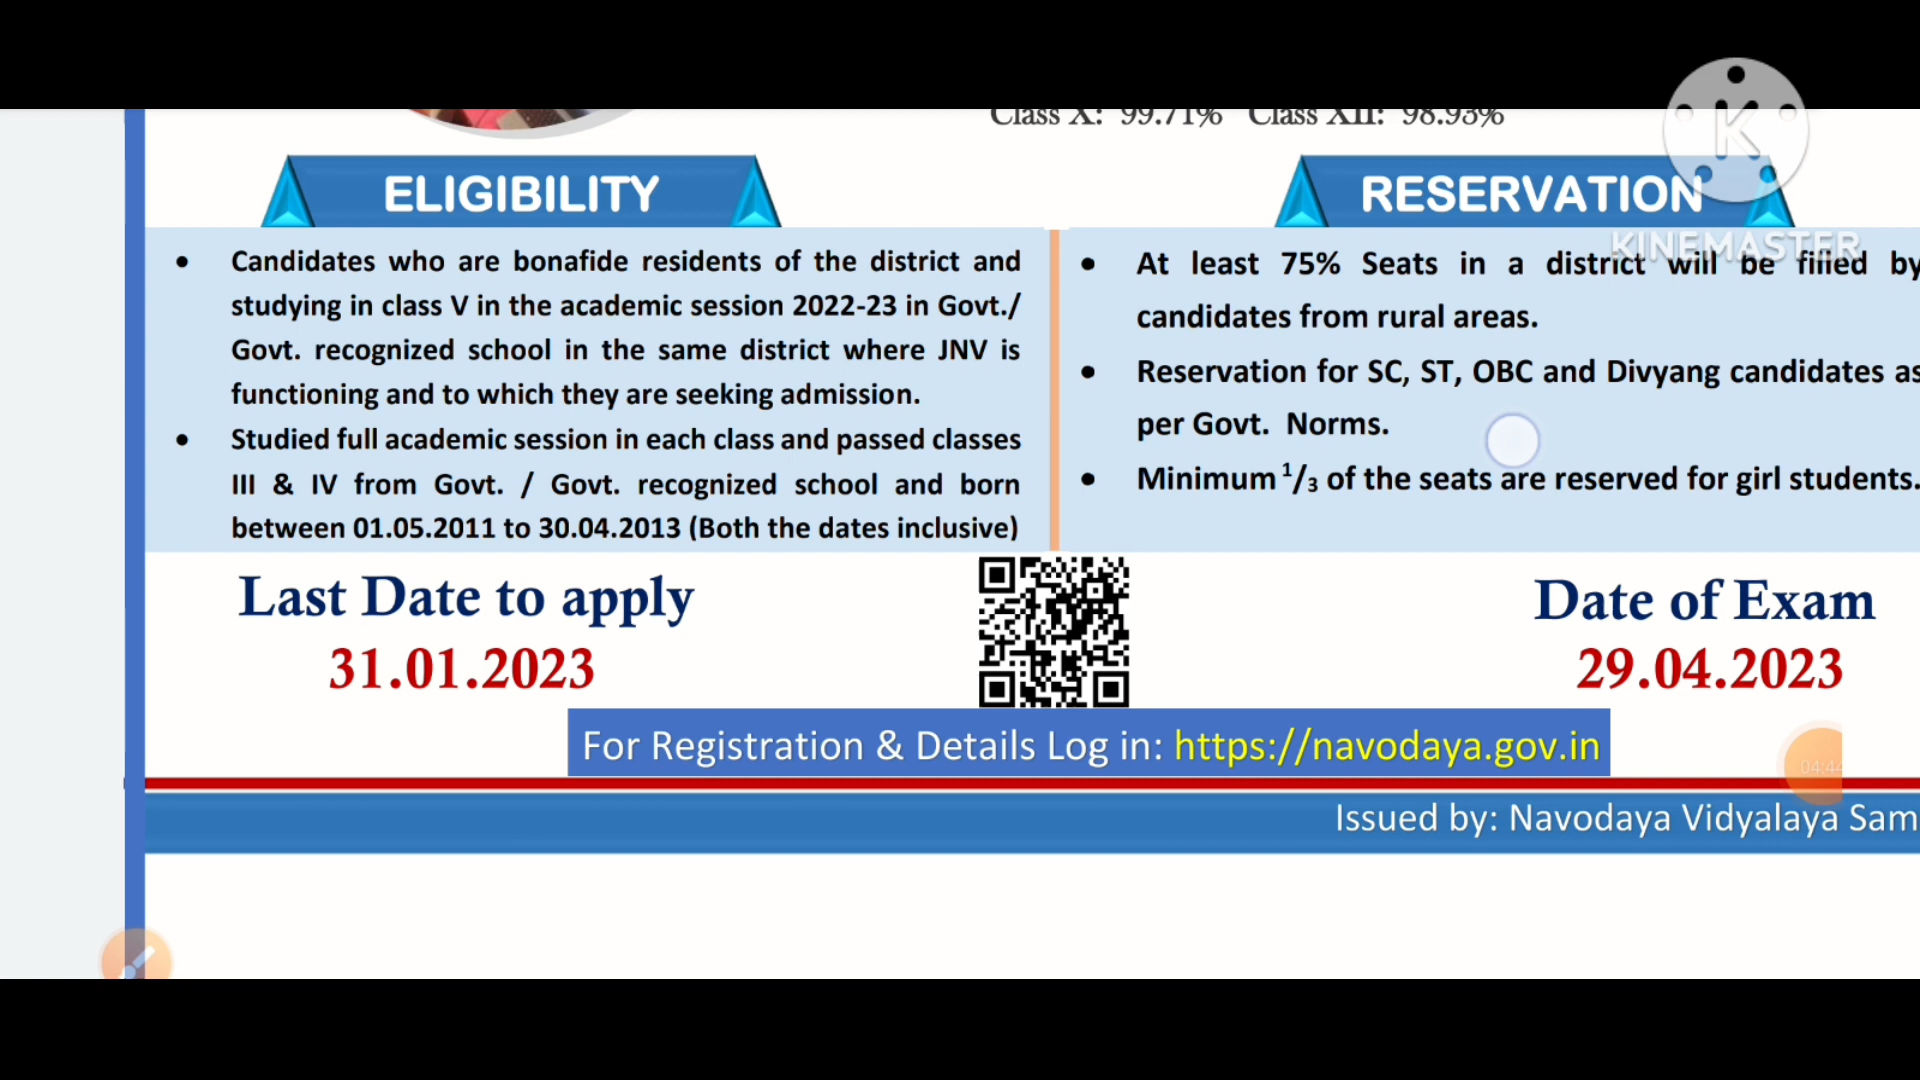 Class X: 99.71% Class XII: 98.93%
K
KINEMASTER
ELIGIBILITY
• Candidates who are bonafide residents of the district and
studying in class V in the academic session 2022-23 in Govt./
Govt. recognized school in the same district where JNV is
functioning and to which they are seeking admission.
• Studied full academic session in each class and passed classes
III & IV from Govt. / Govt. recognized school and born
between 01.05.2011 to 30.04.2013 (Both the dates inclusive)
RESERVATION
• At least 75% Seats in a district will be filled by
candidates from rural areas.
• Reservation for SC, ST, OBC and Divyang candidates as
per Govt. Norms.
• Minimum 1/3 of the seats are reserved for girl students.
Last Date to apply
31.01.2023
Date of Exam
29.04.2023
For Registration & Details Log in: https://navodaya.gov.in
Issued by: Navodaya Vidyalaya Sam